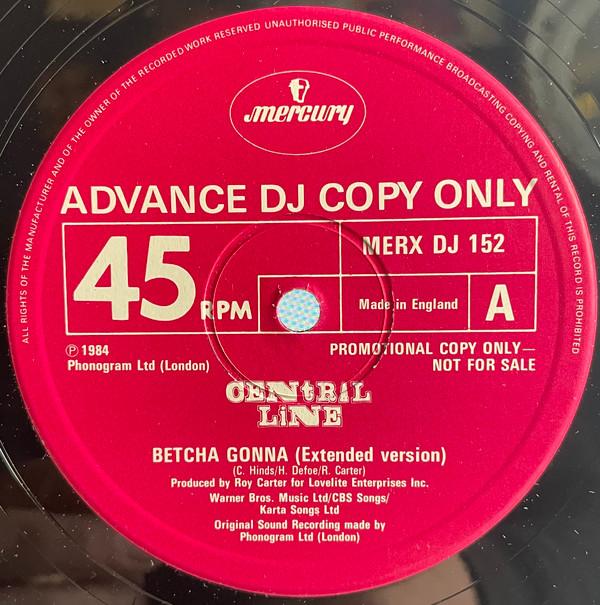 ALL RIGHTS OF THE MANUFACTURER AND OF THE OWNER OF THE RECORDED WORK RESERVED UNAUTHORISED PUBLIC PERFORMANCE BROADCASTING COPYING AND RENTAL OF THIS RECORD IS PROHIBITED
mercury
ADVANCE DJ COPY ONLY
45 RPM
MERX DJ 152
Made in England
A
℗ 1984
Phonogram Ltd (London)
PROMOTIONAL COPY ONLY—
NOT FOR SALE
CENtRAL
LiNE
BETCHA GONNA (Extended version)
(C. Hinds/H. Defoe/R. Carter)
Produced by Roy Carter for Lovelite Enterprises Inc.
Warner Bros. Music Ltd/CBS Songs/
Karta Songs Ltd
Original Sound Recording made by
Phonogram Ltd (London)